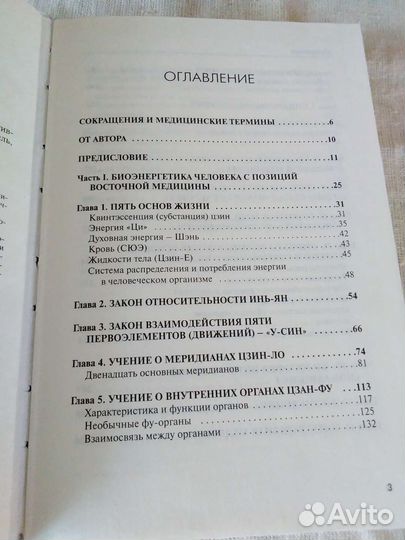 ОГЛАВЛЕНИЕ
СОКРАЩЕНИЯ И МЕДИЦИНСКИЕ ТЕРМИНЫ 6
ОТ АВТОРА 10
ПРЕДИСЛОВИЕ 11
Часть I. БИОЭНЕРГЕТИКА ЧЕЛОВЕКА С ПОЗИЦИЙ
ВОСТОЧНОЙ МЕДИЦИНЫ 25
Глава 1. ПЯТЬ ОСНОВ ЖИЗНИ 31
Квинтэссенция (субстанция) цзин 31
Энергия «Ци» 35
Духовная энергия – Шэнь 42
Кровь (СЮЭ) 43
Жидкости тела (Цзин-Е) 45
Система распределения и потребления энергии
в человеческом организме 48
Глава 2. ЗАКОН ОТНОСИТЕЛЬНОСТИ ИНЬ-ЯН 54
Глава 3. ЗАКОН ВЗАИМОДЕЙСТВИЯ ПЯТИ
ПЕРВОЭЛЕМЕНТОВ (ДВИЖЕНИЙ) – «У-СИН» 66
Глава 4. УЧЕНИЕ О МЕРИДИАНАХ ЦЗИН-ЛО 74
Двенадцать основных меридианов 81
Глава 5. УЧЕНИЕ О ВНУТРЕННИХ ОРГАНАХ ЦЗАН-ФУ 113
Характеристика и функции органов 117
Необычные фу-органы 125
Взаимосвязь между органами 132
3
Avito